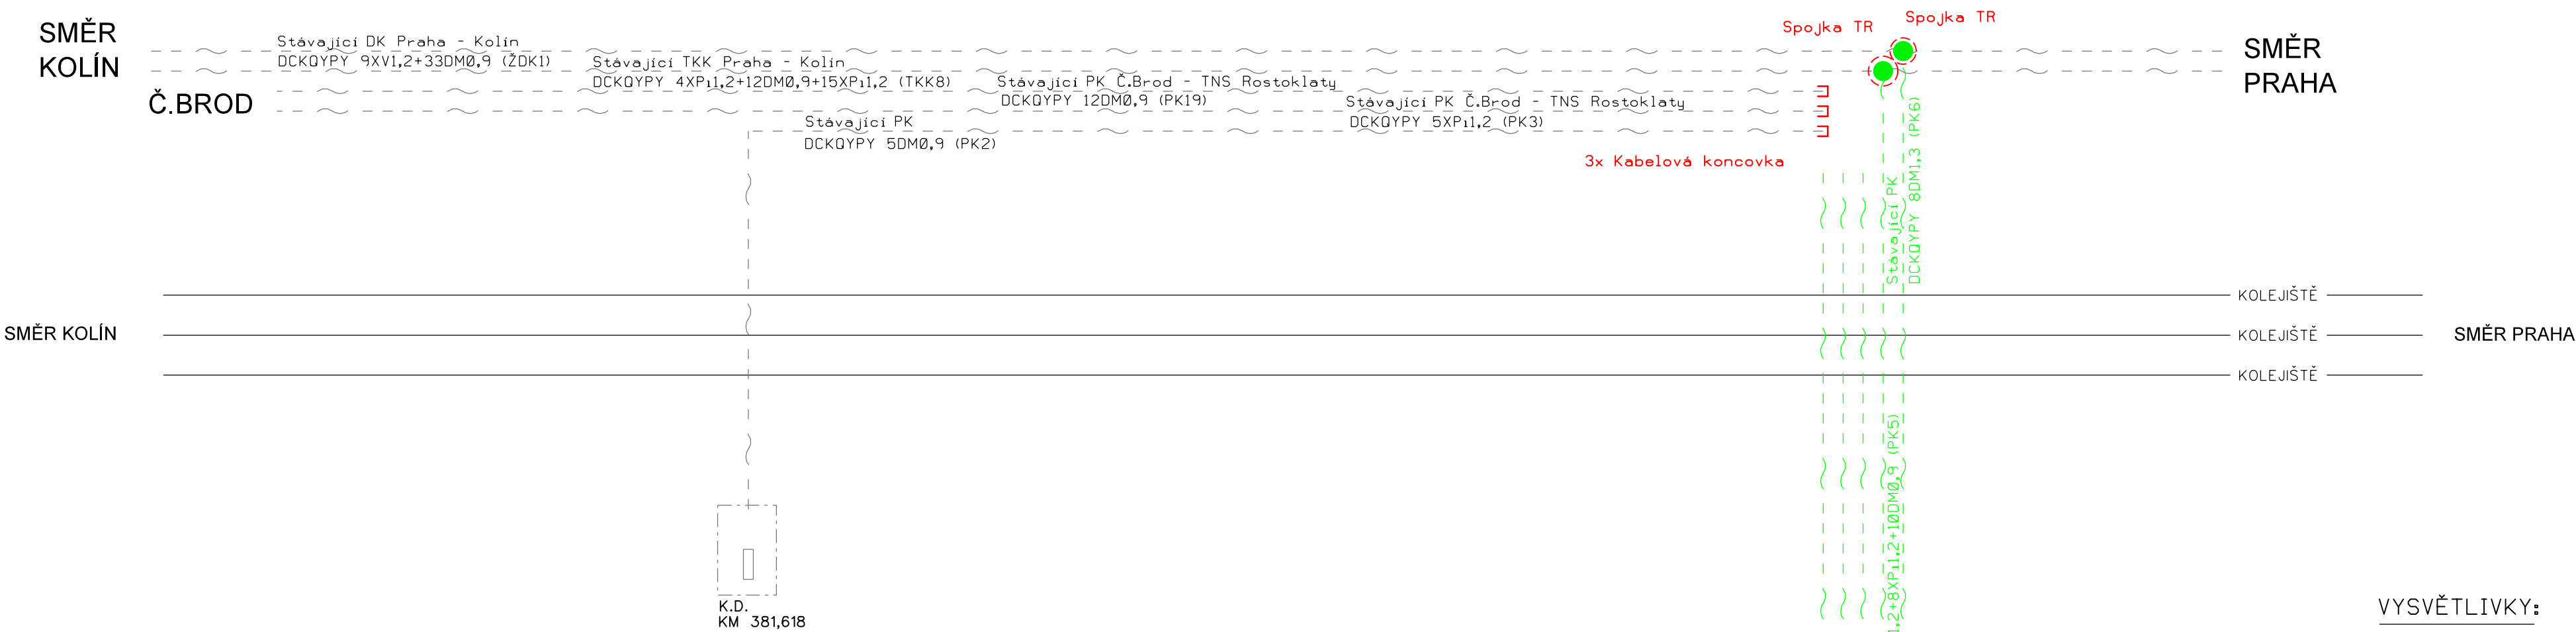 SMĚR
KOLÍN
Č.BROD
Stávající DK Praha - Kolín
DCKQYPY 9XV1,2+33DM0,9 (ŽDK1)
Stávající TKK Praha - Kolín
DCKQYPY 4XPi1,2+12DM0,9+15XPi1,2 (TKK8)
Stávající PK Č.Brod - TNS Rostoklaty
DCKQYPY 12DM0,9 (PK19)
Stávající PK Č.Brod - TNS Rostoklaty
DCKQYPY 5XPi1,2 (PK3)
Stávající PK
DCKQYPY 5DM0,9 (PK2)
Spojka TR
Spojka TR
SMĚR
PRAHA
3x Kabelová koncovka
Stávající PK
DCKQYPY 8DM1,3 (PK6)
KOLEJIŠTĚ
SMĚR KOLÍN
KOLEJIŠTĚ
SMĚR PRAHA
KOLEJIŠTĚ
1,2+8XPi1,2+10DM0,9 (PK5)
K.D.
KM 381,618
VYSVĚTLIVKY: